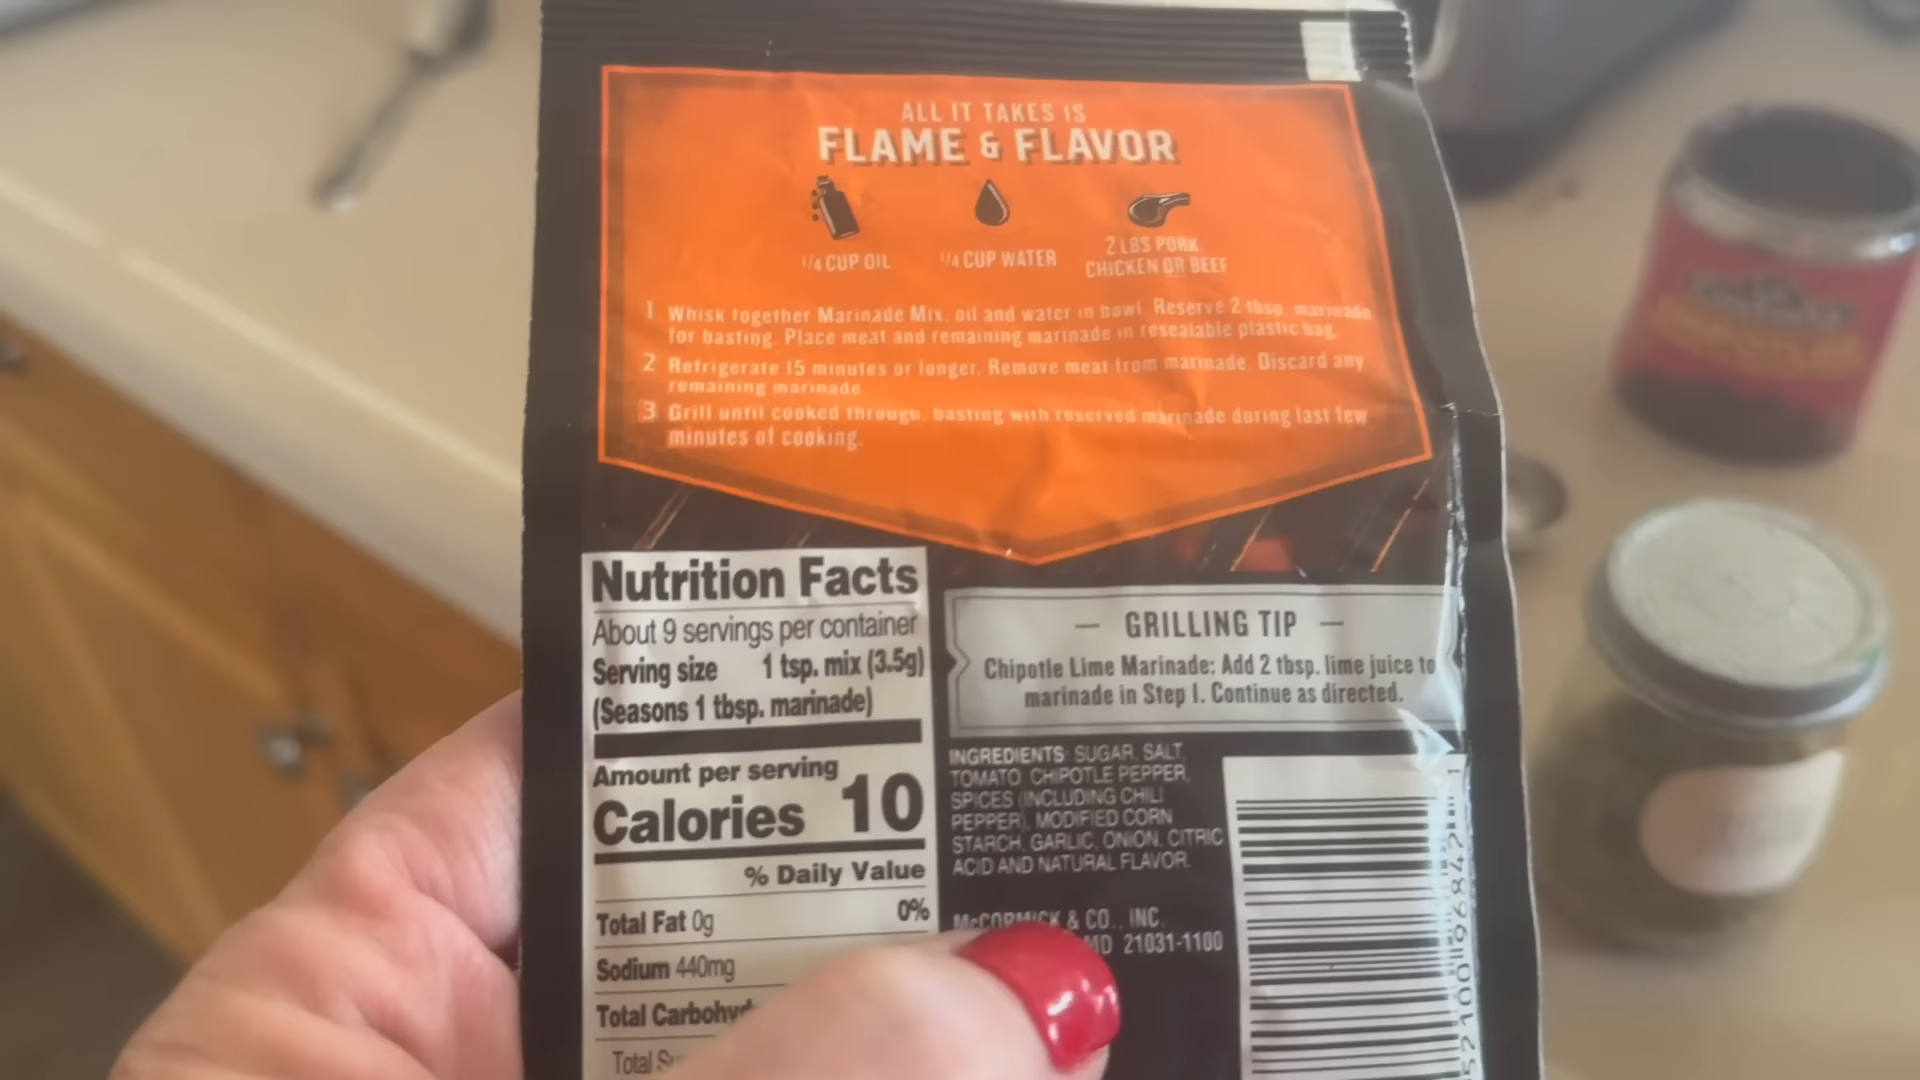 ALL IT TAKES IS
FLAME & FLAVOR
1/4 CUP OIL
1/4 CUP WATER
2 LBS PORK
CHICKEN OR BEEF
1 Whisk together Marinade Mix, oil and water in bowl. Reserve 2 tbsp. marinade
for basting. Place meat and remaining marinade in resealable plastic bag.
2 Refrigerate 15 minutes or longer. Remove meat from marinade. Discard any
remaining marinade.
3 Grill until cooked through, basting with reserved marinade during last few
minutes of cooking.
Nutrition Facts
About 9 servings per container
Serving size 1 tsp. mix (3.5g)
(Seasons 1 tbsp. marinade)
Amount per serving
Calories 10
% Daily Value
Total Fat 0g 0%
Sodium 440mg
Total
Total
— GRILLING TIP —
Chipotle Lime Marinade: Add 2 tbsp. lime juice to
marinade in Step 1. Continue as directed.
INGREDIENTS: SUGAR, SALT,
TOMATO, CHIPOTLE PEPPER,
SPICES (INCLUDING CHILI
PEPPER), MODIFIED CORN
STARCH, GARLIC, ONION, CITRIC
ACID AND NATURAL FLAVOR.
McCORMICK & CO., INC.
MD 21031-1100